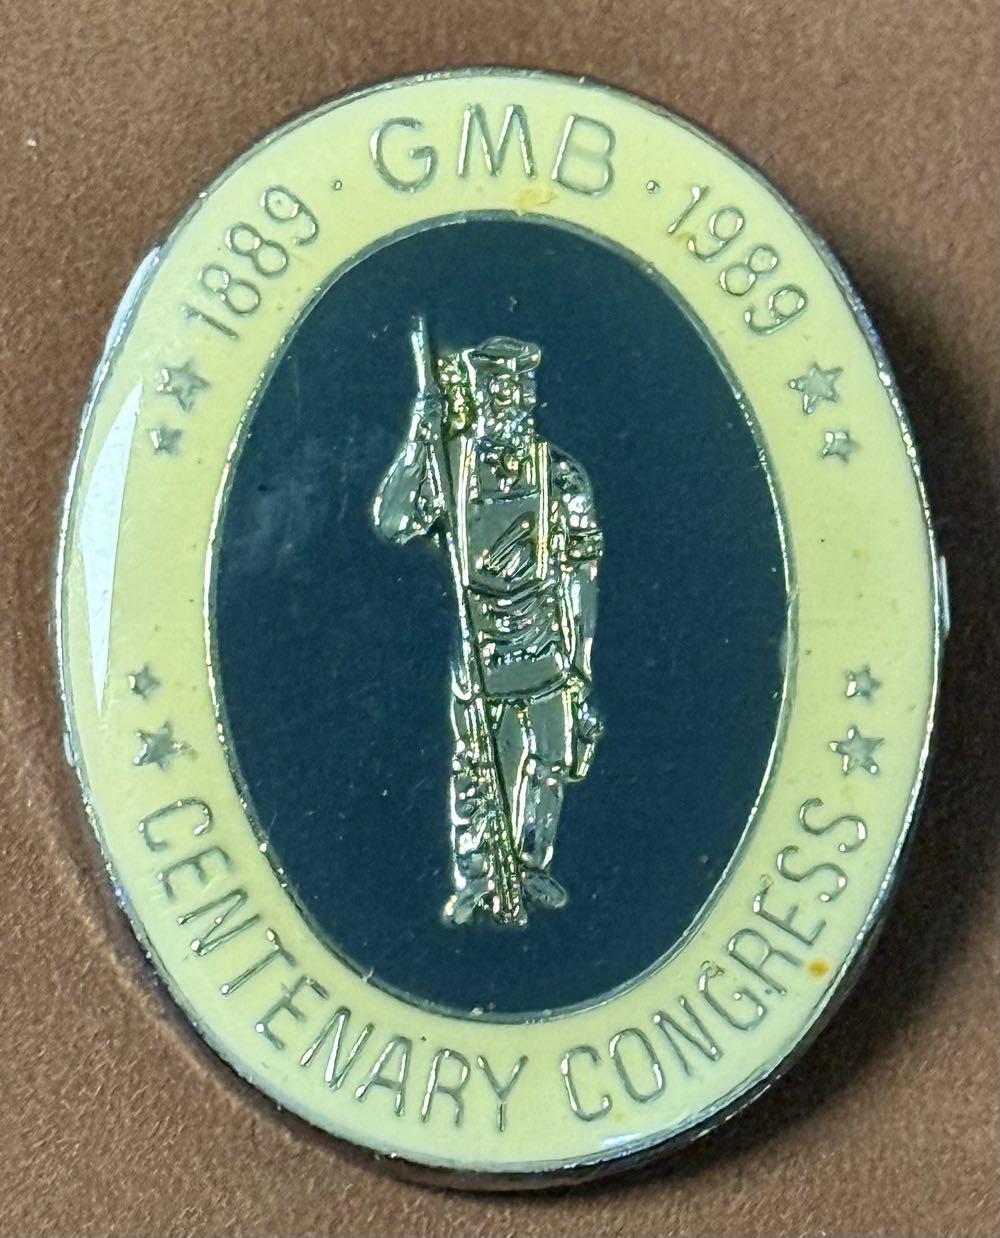 1889 · GMB · 1989
CENTENARY CONGRESS